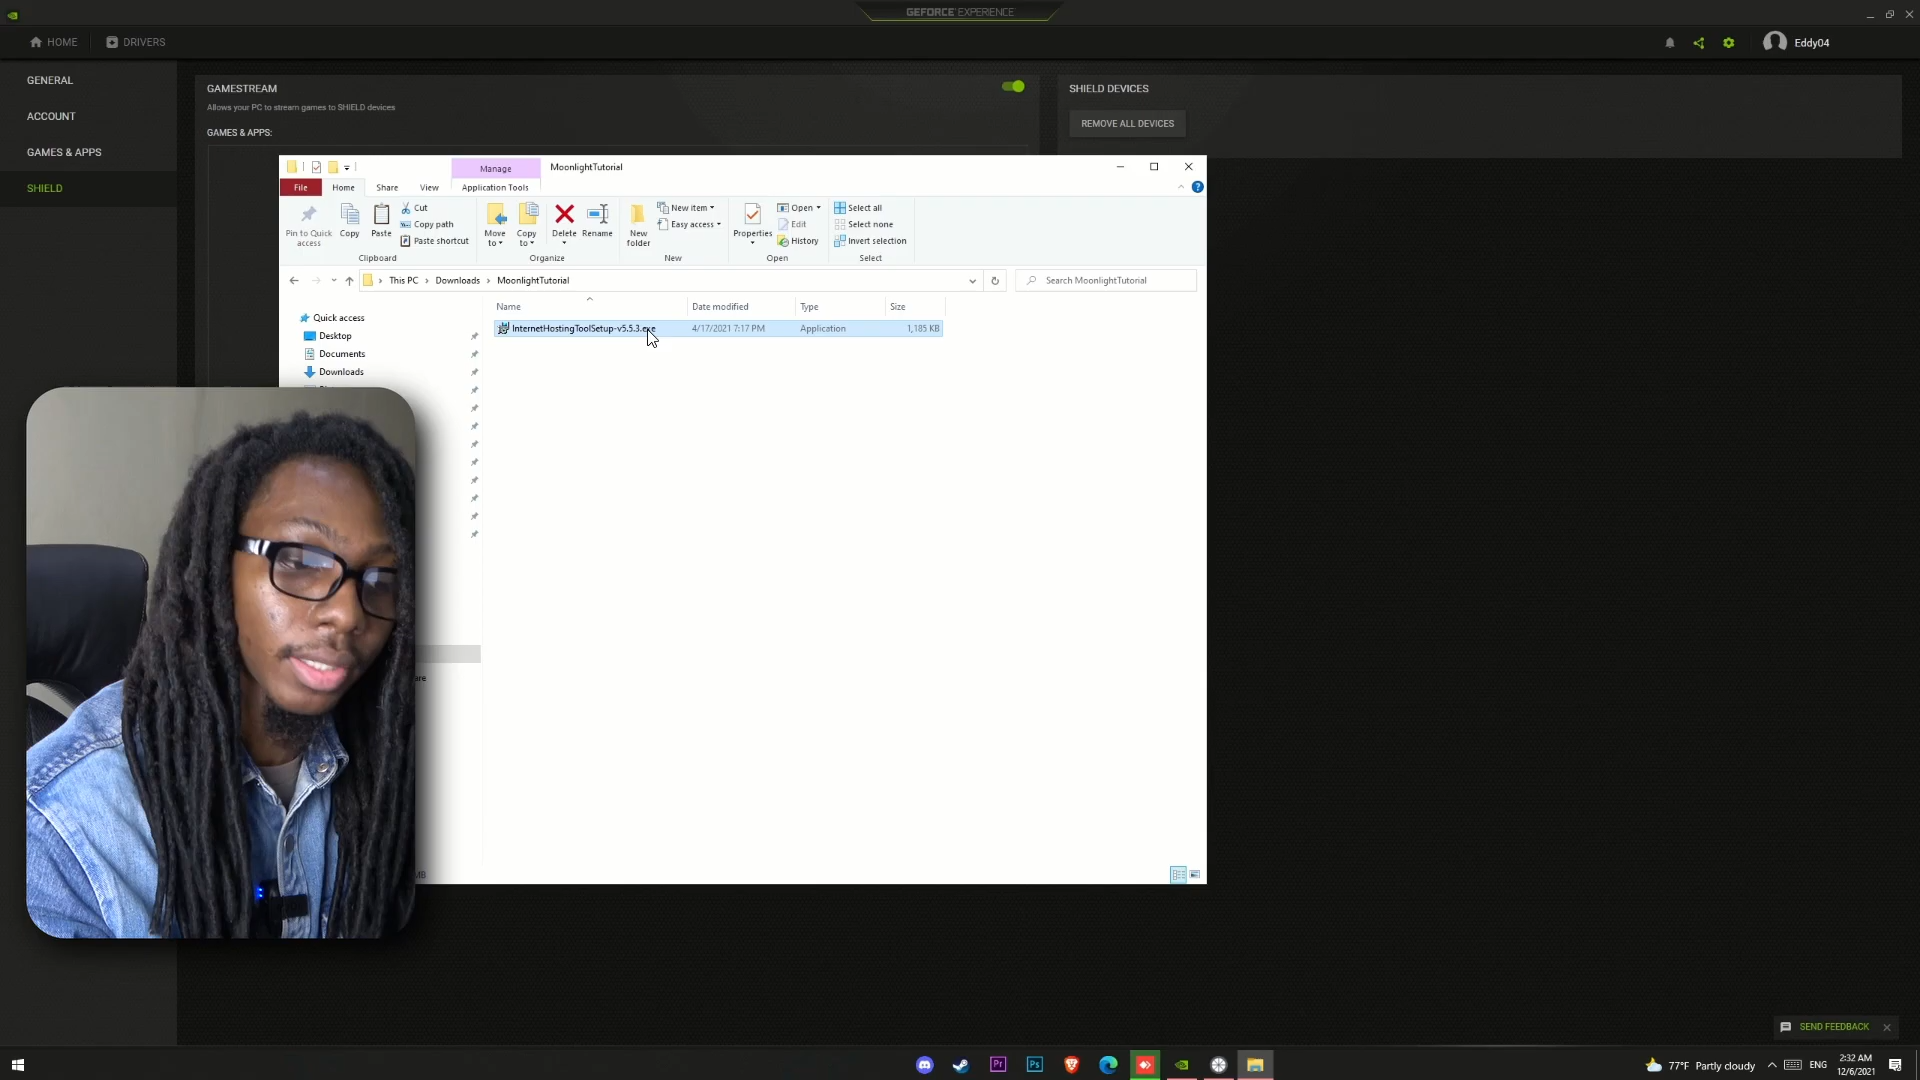 GEFORCE EXPERIENCE
HOME
DRIVERS
Eddy04
GENERAL
ACCOUNT
GAMES & APPS
SHIELD
GAMESTREAM
Allows your PC to stream games to SHIELD devices
GAMES & APPS:
SHIELD DEVICES
REMOVE ALL DEVICES
Manage
MoonlightTutorial
File
Home
Share
View
Application Tools
Pin to Quick access
Copy
Paste
Cut
Copy path
Paste shortcut
Clipboard
Move to
Copy to
Delete
Rename
Organize
New folder
New item
Easy access
New
Properties
Open
Edit
History
Open
Select all
Select none
Invert selection
Select
This PC > Downloads > MoonlightTutorial
Search MoonlightTutorial
Name
Date modified
Type
Size
InternetHostingToolSetup-v5.5.3.exe
4/17/2021 7:17 PM
Application
1,185 KB
Quick access
Desktop
Documents
Downloads
are
MB
SEND FEEDBACK
Pr
Ps
77°F Partly cloudy
ENG
2:32 AM
12/6/2021